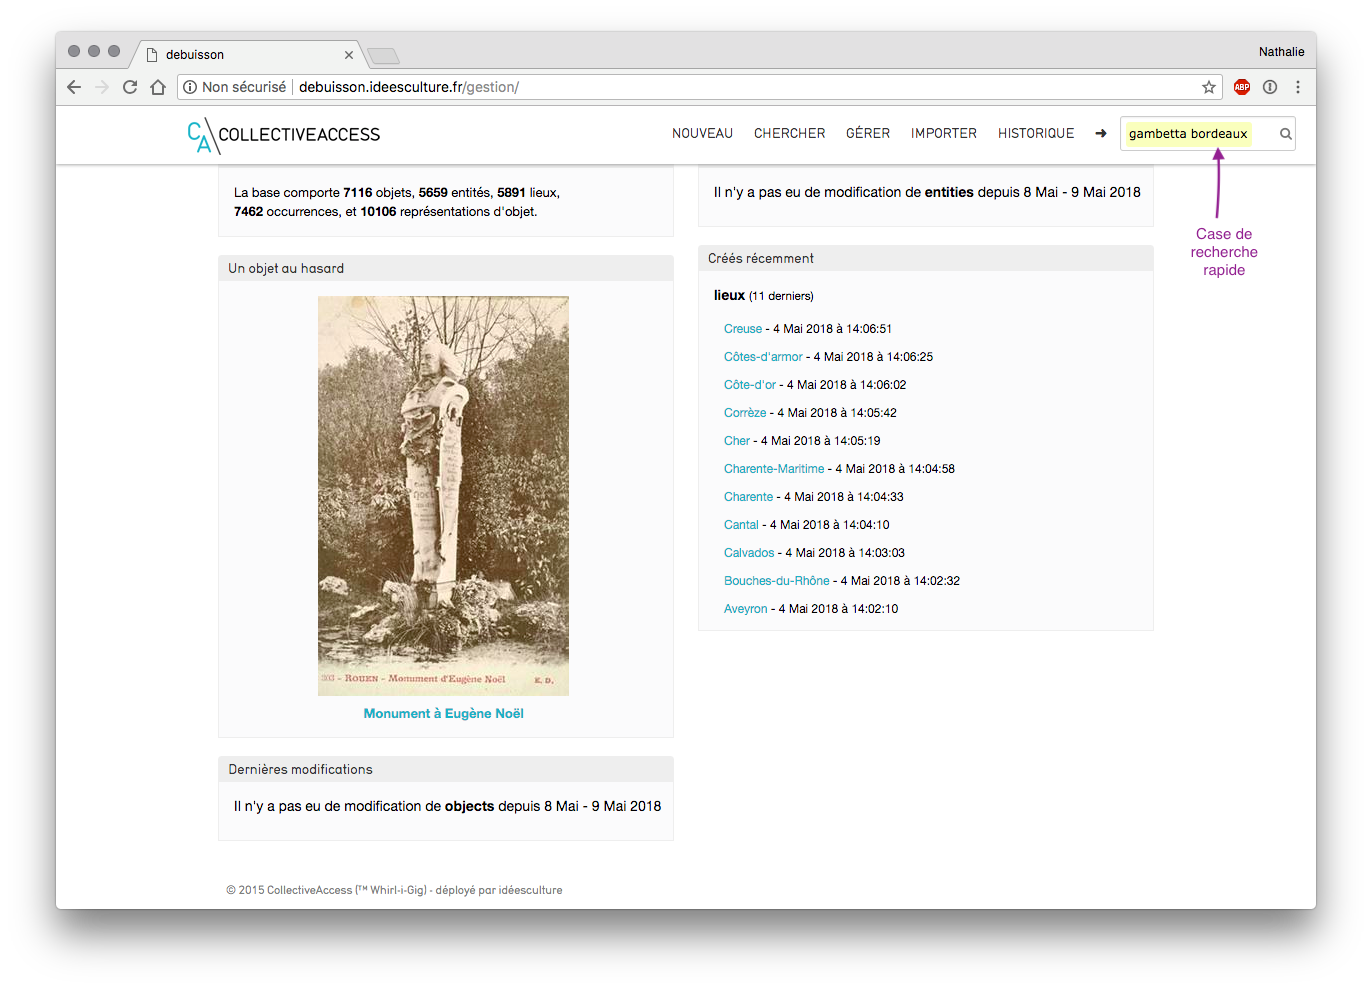 debuisson
Nathalie
Non sécurisé | debuisson.ideesculture.fr/gestion/
ABP
CA COLLECTIVEACCESS
NOUVEAU CHERCHER GÉRER IMPORTER HISTORIQUE gambetta bordeaux
La base comporte 7116 objets, 5659 entités, 5891 lieux,
7462 occurrences, et 10106 représentations d'objet.
Il n'y a pas eu de modification de entities depuis 8 Mai - 9 Mai 2018
Case de
recherche
rapide
Un objet au hasard
303 - ROUEN - Monument d'Eugène Noël K. D.
Monument à Eugène Noël
Créés récemment
lieux (11 derniers)
Creuse - 4 Mai 2018 à 14:06:51
Côtes-d'armor - 4 Mai 2018 à 14:06:25
Côte-d'or - 4 Mai 2018 à 14:06:02
Corrèze - 4 Mai 2018 à 14:05:42
Cher - 4 Mai 2018 à 14:05:19
Charente-Maritime - 4 Mai 2018 à 14:04:58
Charente - 4 Mai 2018 à 14:04:33
Cantal - 4 Mai 2018 à 14:04:10
Calvados - 4 Mai 2018 à 14:03:03
Bouches-du-Rhône - 4 Mai 2018 à 14:02:32
Aveyron - 4 Mai 2018 à 14:02:10
Dernières modifications
Il n'y a pas eu de modification de objects depuis 8 Mai - 9 Mai 2018
© 2015 CollectiveAccess (™ Whirl-i-Gig) - déployé par idéesculture